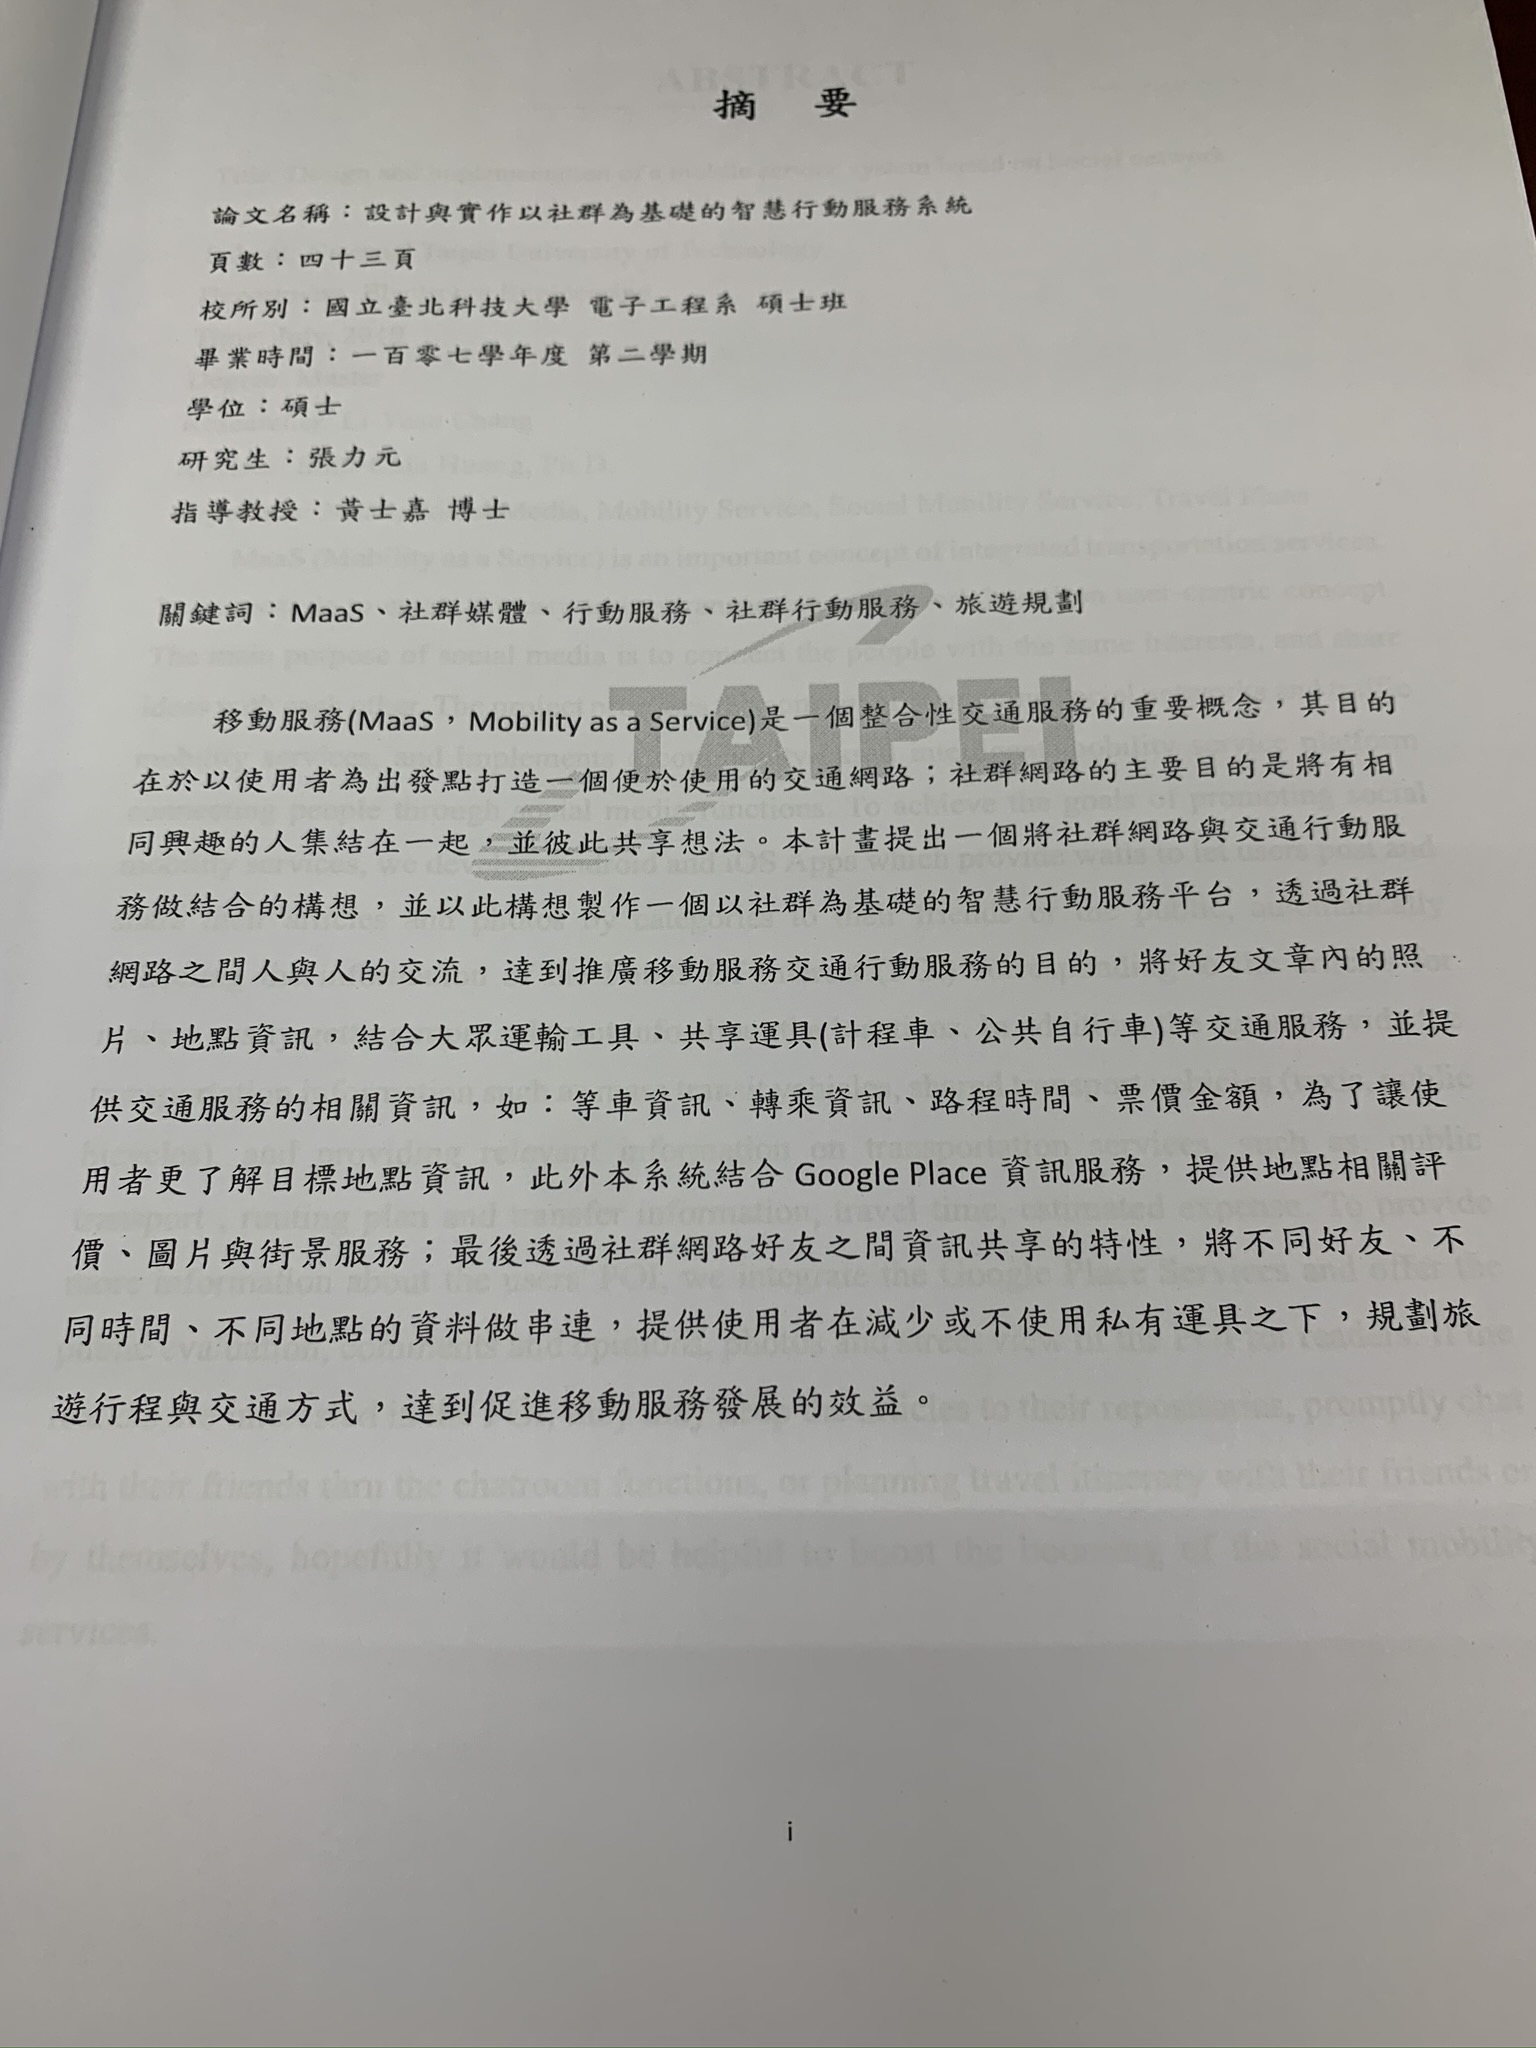 摘 要
論文名稱：設計與實作以社群為基礎的智慧行動服務系統
頁數：四十三頁
校所別：國立臺北科技大學 電子工程系 碩士班
畢業時間：一百零七學年度 第二學期
學位：碩士
研究生：張力元
指導教授：黃士嘉 博士
關鍵詞：MaaS、社群媒體、行動服務、社群行動服務、旅遊規劃
TAIPEI
移動服務(MaaS，Mobility as a Service)是一個整合性交通服務的重要概念，其目的
在於以使用者為出發點打造一個便於使用的交通網路；社群網路的主要目的是將有相
同興趣的人集結在一起，並彼此共享想法。本計畫提出一個將社群網路與交通行動服
務做結合的構想，並以此構想製作一個以社群為基礎的智慧行動服務平台，透過社群
網路之間人與人的交流，達到推廣移動服務交通行動服務的目的，將好友文章內的照
片、地點資訊，結合大眾運輸工具、共享運具(計程車、公共自行車)等交通服務，並提
供交通服務的相關資訊，如：等車資訊、轉乘資訊、路程時間、票價金額，為了讓使
用者更了解目標地點資訊，此外本系統結合 Google Place 資訊服務，提供地點相關評
價、圖片與街景服務；最後透過社群網路好友之間資訊共享的特性，將不同好友、不
同時間、不同地點的資料做串連，提供使用者在減少或不使用私有運具之下，規劃旅
遊行程與交通方式，達到促進移動服務發展的效益。
i